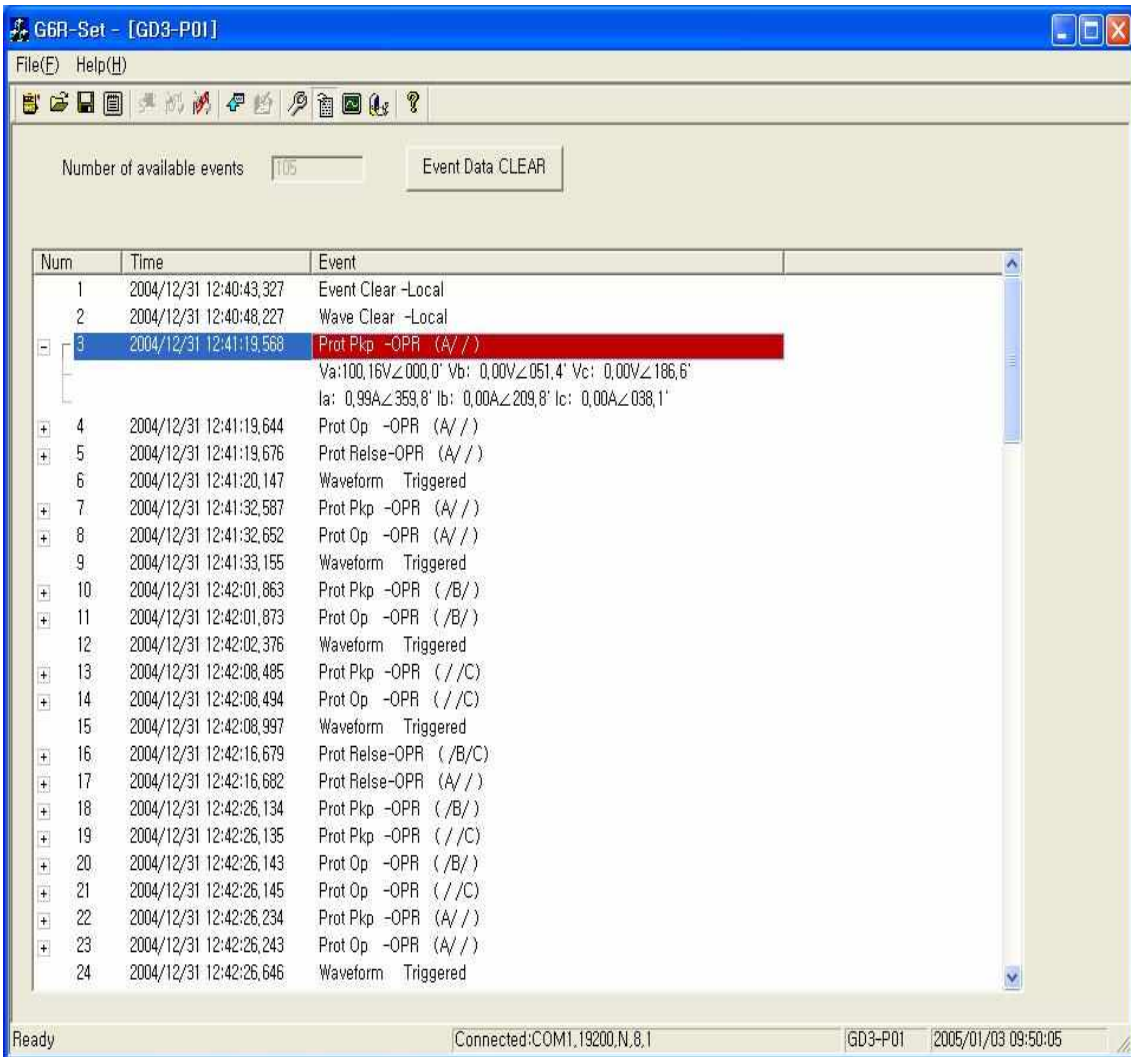 G6R-Set - [GD3-P01]
File(F) Help(H)
Number of available events 105 Event Data CLEAR
Num Time Event
1 2004/12/31 12:40:43,327 Event Clear -Local
2 2004/12/31 12:40:48,227 Wave Clear -Local
3 2004/12/31 12:41:19,568 Prot Pkp -OPR (A/ / )
Va:100,16V∠000,0' Vb: 0,00V∠051,4' Vc: 0,00V∠186,6'
Ia: 0,99A∠359,8' Ib: 0,00A∠209,8' Ic: 0,00A∠038,1'
4 2004/12/31 12:41:19,644 Prot Op -OPR (A/ / )
5 2004/12/31 12:41:19,676 Prot Relse-OPR (A/ / )
6 2004/12/31 12:41:20,147 Waveform Triggered
7 2004/12/31 12:41:32,587 Prot Pkp -OPR (A/ / )
8 2004/12/31 12:41:32,652 Prot Op -OPR (A/ / )
9 2004/12/31 12:41:33,155 Waveform Triggered
10 2004/12/31 12:42:01,863 Prot Pkp -OPR ( /B/ )
11 2004/12/31 12:42:01,873 Prot Op -OPR ( /B/ )
12 2004/12/31 12:42:02,376 Waveform Triggered
13 2004/12/31 12:42:08,485 Prot Pkp -OPR ( / /C)
14 2004/12/31 12:42:08,494 Prot Op -OPR ( / /C)
15 2004/12/31 12:42:08,997 Waveform Triggered
16 2004/12/31 12:42:16,679 Prot Relse-OPR ( /B/C)
17 2004/12/31 12:42:16,682 Prot Relse-OPR (A/ / )
18 2004/12/31 12:42:26,134 Prot Pkp -OPR ( /B/ )
19 2004/12/31 12:42:26,135 Prot Pkp -OPR ( / /C)
20 2004/12/31 12:42:26,143 Prot Op -OPR ( /B/ )
21 2004/12/31 12:42:26,145 Prot Op -OPR ( / /C)
22 2004/12/31 12:42:26,234 Prot Pkp -OPR (A/ / )
23 2004/12/31 12:42:26,243 Prot Op -OPR (A/ / )
24 2004/12/31 12:42:26,646 Waveform Triggered
Ready Connected:COM1,19200,N,8,1 GD3-P01 2005/01/03 09:50:05